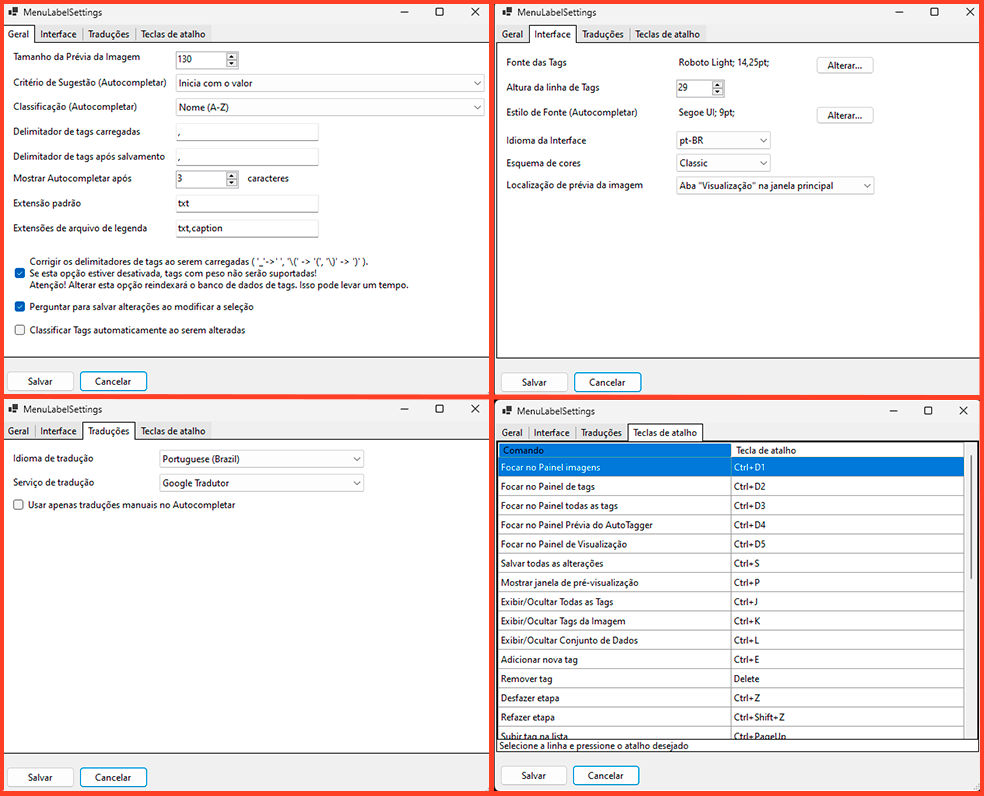 MenuLabelSettings
Geral Interface Traduções Teclas de atalho
Tamanho da Prévia da Imagem 130
Critério de Sugestão (Autocompletar) Inicia com o valor
Classificação (Autocompletar) Nome (A-Z)
Delimitador de tags carregadas ,
Delimitador de tags após salvamento ,
Mostrar Autocompletar após 3 caracteres
Extensão padrão txt
Extensões de arquivo de legenda txt,caption
Corrigir os delimitadores de tags ao serem carregadas ( '_'->' ', '\(' -> '(', '\)' -> ')' ).
Se esta opção estiver desativada, tags com peso não serão suportadas!
Atenção! Alterar esta opção reindexará o banco de dados de tags. Isso pode levar um tempo.
Perguntar para salvar alterações ao modificar a seleção
Classificar Tags automaticamente ao serem alteradas
Salvar Cancelar
MenuLabelSettings
Geral Interface Traduções Teclas de atalho
Fonte das Tags Roboto Light; 14,25pt; Alterar...
Altura da linha de Tags 29
Estilo de Fonte (Autocompletar) Segoe UI; 9pt; Alterar...
Idioma da Interface pt-BR
Esquema de cores Classic
Localização de prévia da imagem Aba "Visualização" na janela principal
Salvar Cancelar
MenuLabelSettings
Geral Interface Traduções Teclas de atalho
Idioma de tradução Portuguese (Brazil)
Serviço de tradução Google Tradutor
Usar apenas traduções manuais no Autocompletar
Salvar Cancelar
MenuLabelSettings
Geral Interface Traduções Teclas de atalho
Comando Tecla de atalho
Focar no Painel imagens Ctrl+D1
Focar no Painel de tags Ctrl+D2
Focar no Painel todas as tags Ctrl+D3
Focar no Painel Prévia do AutoTagger Ctrl+D4
Focar no Painel de Visualização Ctrl+D5
Salvar todas as alterações Ctrl+S
Mostrar janela de pré-visualização Ctrl+P
Exibir/Ocultar Todas as Tags Ctrl+J
Exibir/Ocultar Tags da Imagem Ctrl+K
Exibir/Ocultar Conjunto de Dados Ctrl+L
Adicionar nova tag Ctrl+E
Remover tag Delete
Desfazer etapa Ctrl+Z
Refazer etapa Ctrl+Shift+Z
Subir tag na lista Ctrl+PageUp
Selecione a linha e pressione o atalho desejado
Salvar Cancelar